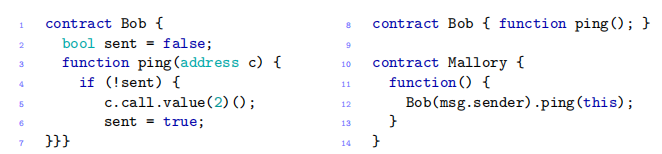 1 contract Bob {
2 bool sent = false;
3 function ping(address c) {
4 if (!sent) {
5 c.call.value(2)();
6 sent = true;
7 }}}
8 contract Bob { function ping(); }
9
10 contract Mallory {
11 function() {
12 Bob(msg.sender).ping(this);
13 }
14 }